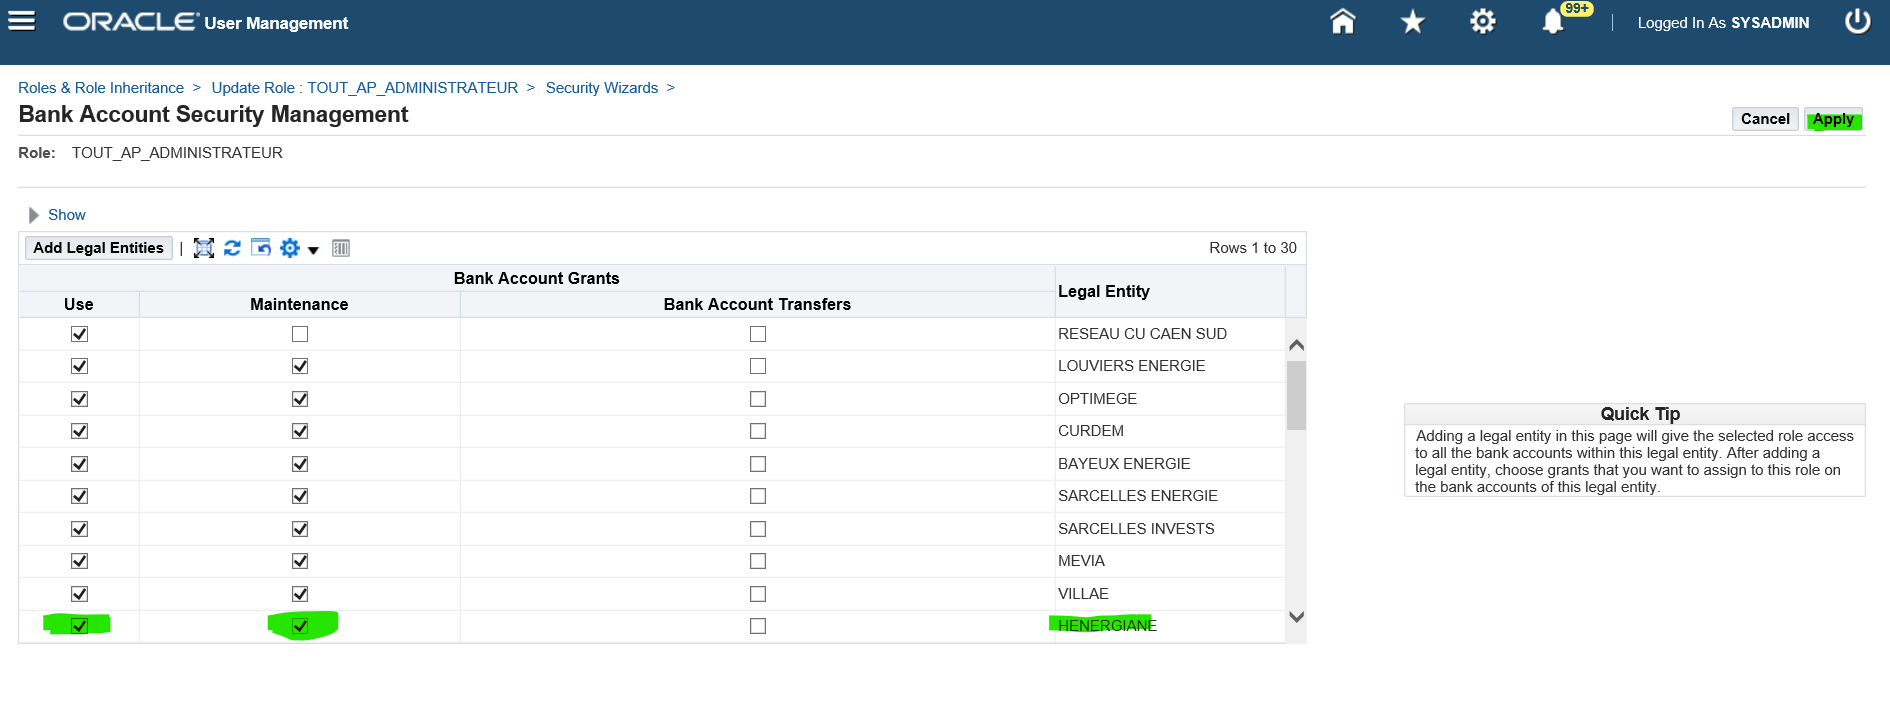 ORACLE® User Management
99+
Logged In As SYSADMIN
Roles & Role Inheritance > Update Role : TOUT_AP_ADMINISTRATEUR > Security Wizards >
Bank Account Security Management
Cancel Apply
Role: TOUT_AP_ADMINISTRATEUR
Show
Add Legal Entities | Rows 1 to 30
Bank Account Grants
Legal Entity
Use Maintenance Bank Account Transfers
RESEAU CU CAEN SUD
LOUVIERS ENERGIE
OPTIMEGE
CURDEM
BAYEUX ENERGIE
SARCELLES ENERGIE
SARCELLES INVESTS
MEVIA
VILLAE
HENERGIANE
Quick Tip
Adding a legal entity in this page will give the selected role access
to all the bank accounts within this legal entity. After adding a
legal entity, choose grants that you want to assign to this role on
the bank accounts of this legal entity.